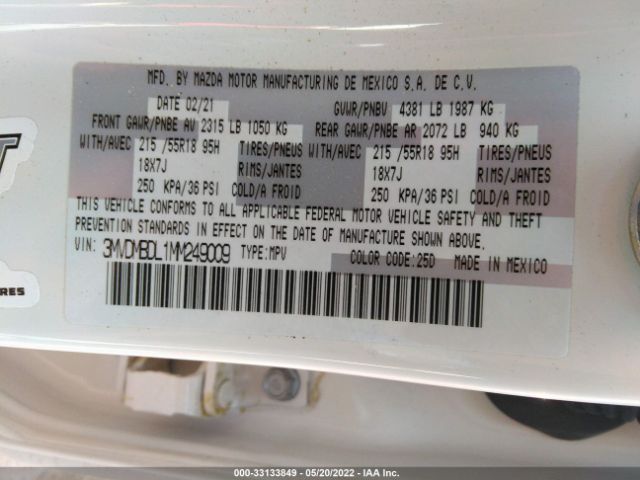 MFD. BY MAZDA MOTOR MANUFACTURING DE MEXICO S.A. DE C.V.
DATE 02/21 GVWR/PNBV 4381 LB 1987 KG
FRONT GAWR/PNBE AV 2315 LB 1050 KG REAR GAWR/PNBE AR 2072 LB 940 KG
WITH/AVEC 215 /55R18 95H TIRES/PNEUS WITH/AVEC 215 /55R18 95H TIRES/PNEUS
18X7J RIMS/JANTES 18X7J RIMS/JANTES
250 KPA/36 PSI COLD/A FROID 250 KPA/36 PSI COLD/A FROID
THIS VEHICLE CONFORMS TO ALL APPLICABLE FEDERAL MOTOR VEHICLE SAFETY AND THEFT
PREVENTION STANDARDS IN EFFECT ON THE DATE OF MANUFACTURE SHOWN ABOVE.
VIN: 3MVDMBDL1MM249009 TYPE:MPV COLOR CODE:25D MADE IN MEXICO
000-33133849 - 05/20/2022 - IAA Inc.